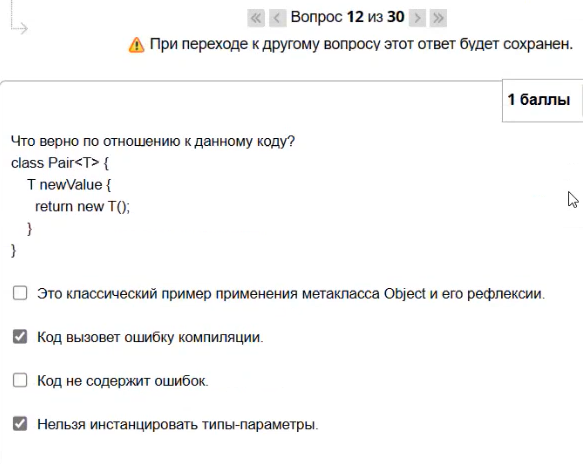 Вопрос 12 из 30
При переходе к другому вопросу этот ответ будет сохранен.
1 баллы
Что верно по отношению к данному коду?
class Pair<T> {
T newValue {
return new T();
}
}
Это классический пример применения метакласса Object и его рефлексии.
Код вызовет ошибку компиляции.
Код не содержит ошибок.
Нельзя инстанцировать типы-параметры.